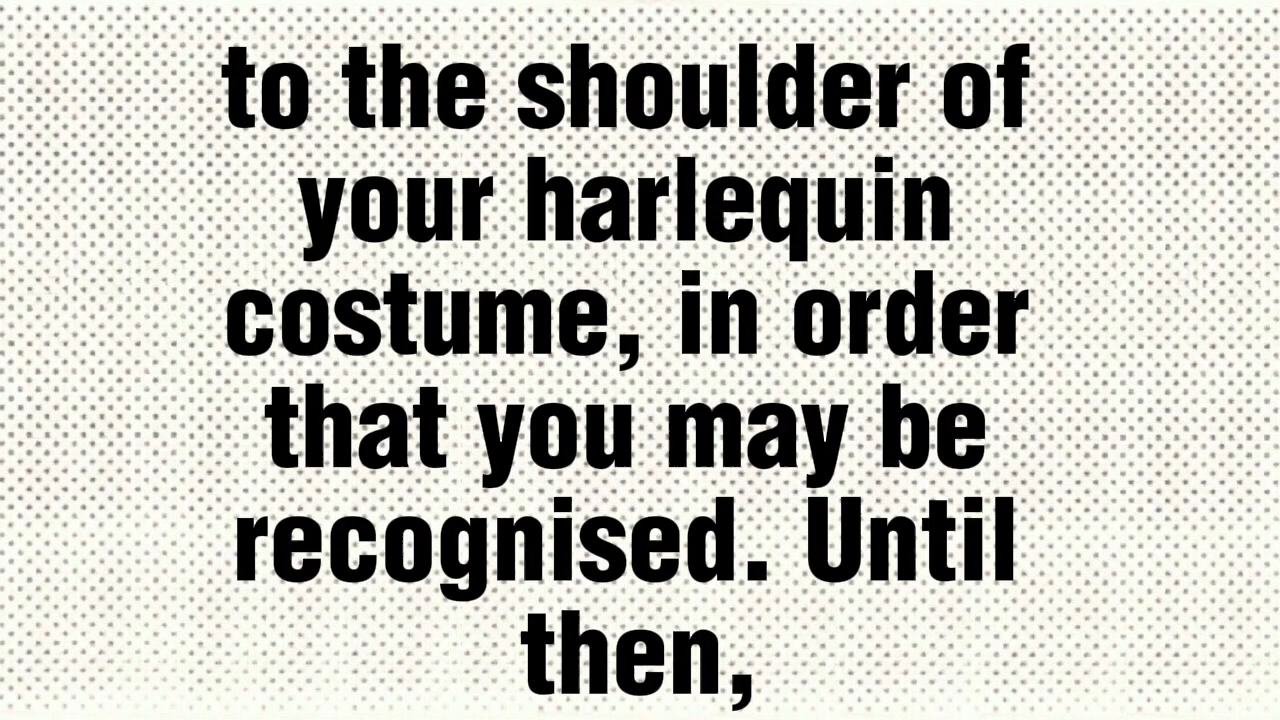 to the shoulder of
your harlequin
costume, in order
that you may be
recognised. Until
then,